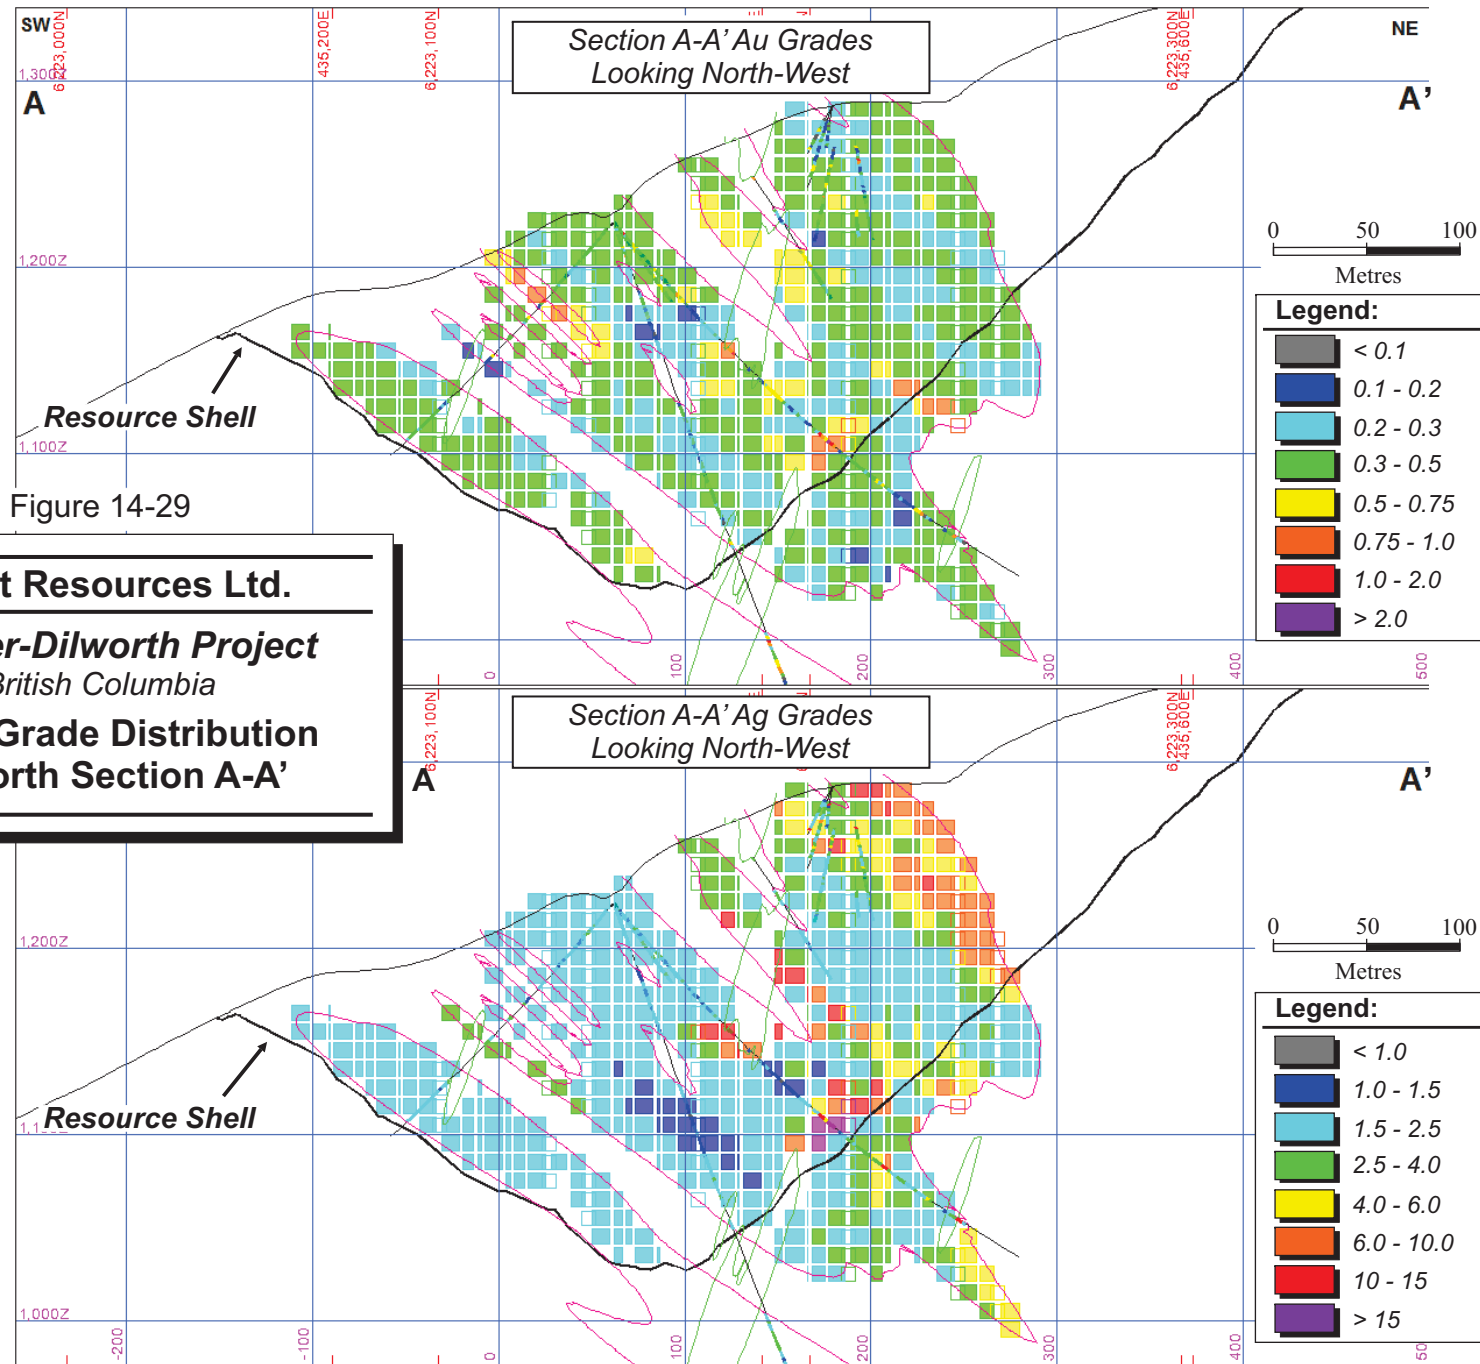 SW
6,223,000N
435,200E
6,223,100N
Section A-A' Au Grades
Looking North-West
6,223,300N
435,600E
NE
1,300Z
A
A'
0 50 100
Metres
1,200Z
Legend:
< 0.1
0.1 - 0.2
0.2 - 0.3
0.3 - 0.5
0.5 - 0.75
0.75 - 1.0
1.0 - 2.0
> 2.0
Resource Shell
1,100Z
Figure 14-29
t Resources Ltd.
er-Dilworth Project
British Columbia
Grade Distribution
orth Section A-A'
0
100
200
300
400
500
6,223,100N
Section A-A' Ag Grades
Looking North-West
6,223,300N
435,600E
A
A'
0 50 100
Metres
1,200Z
Legend:
< 1.0
1.0 - 1.5
1.5 - 2.5
2.5 - 4.0
4.0 - 6.0
6.0 - 10.0
10 - 15
> 15
Resource Shell
1,100Z
1,000Z
-200
-100
0
100
200
300
400
50